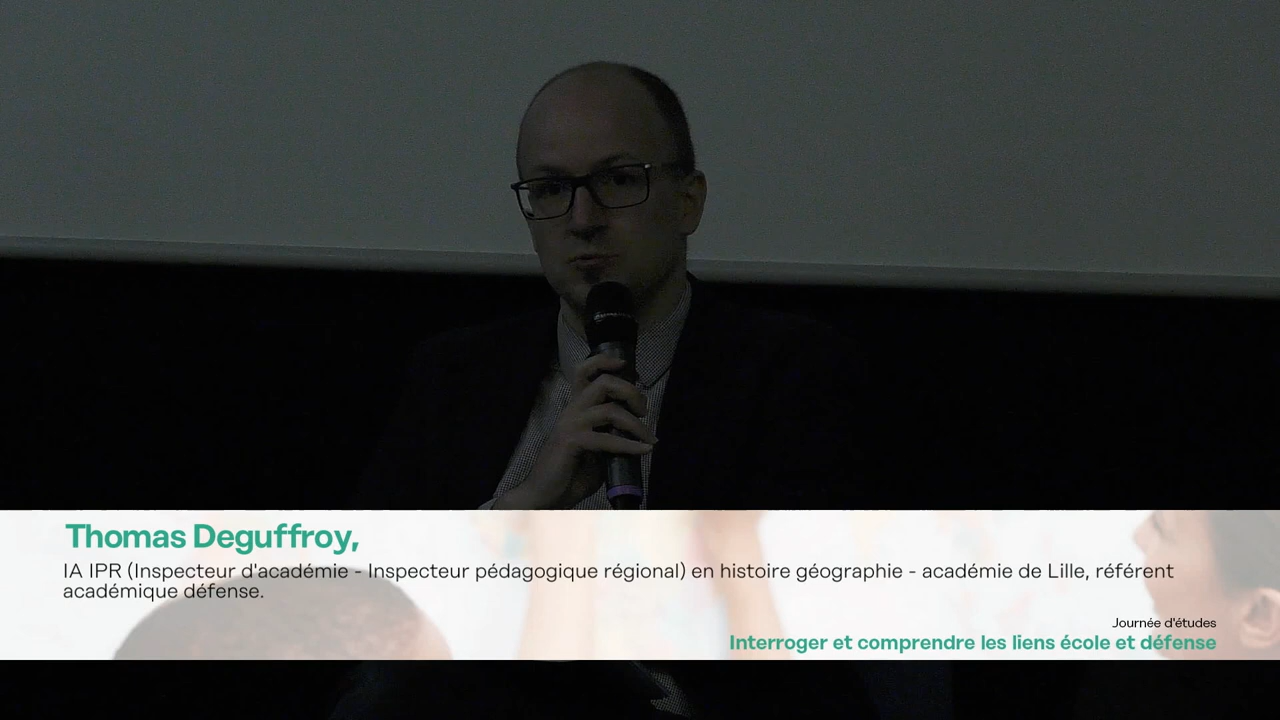 Thomas Deguffroy,
IA IPR (Inspecteur d'académie - Inspecteur pédagogique régional) en histoire géographie - académie de Lille, référent
académique défense.
Journée d'études
Interroger et comprendre les liens école et défense